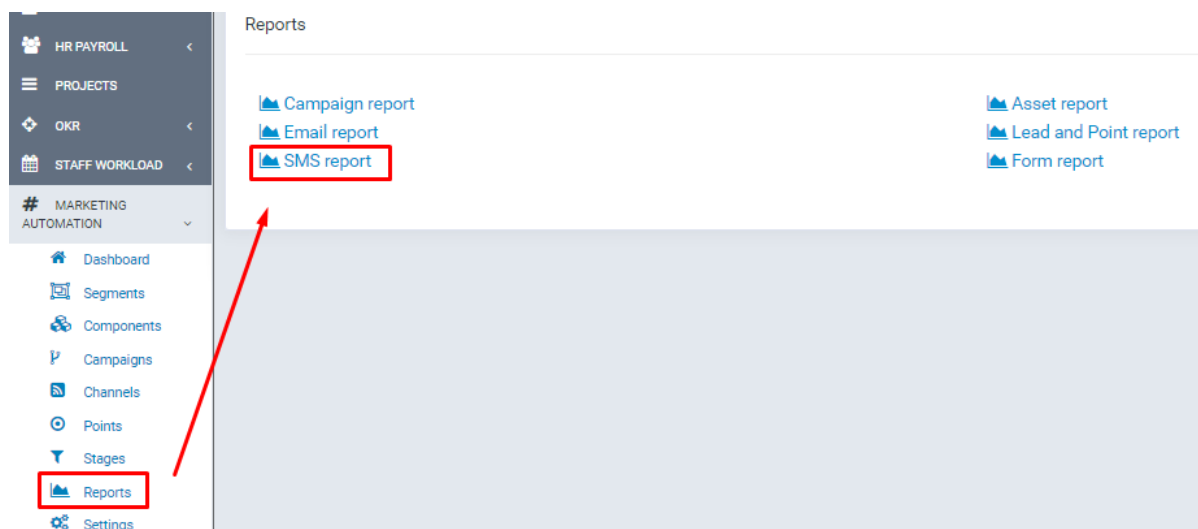 HR PAYROLL
PROJECTS
OKR
STAFF WORKLOAD
MARKETING
AUTOMATION
Dashboard
Segments
Components
Campaigns
Channels
Points
Stages
Reports
Settings
Reports
Campaign report
Email report
SMS report
Asset report
Lead and Point report
Form report